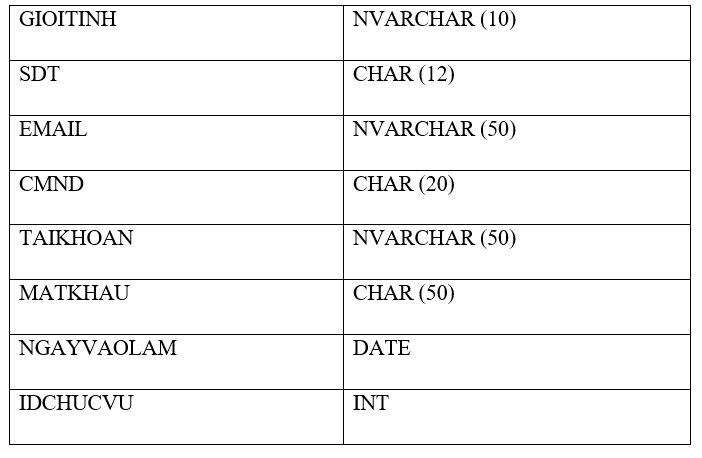 GIOITINH NVARCHAR (10)
SDT CHAR (12)
EMAIL NVARCHAR (50)
CMND CHAR (20)
TAIKHOAN NVARCHAR (50)
MATKHAU CHAR (50)
NGAYVAOLAM DATE
IDCHUCVU INT